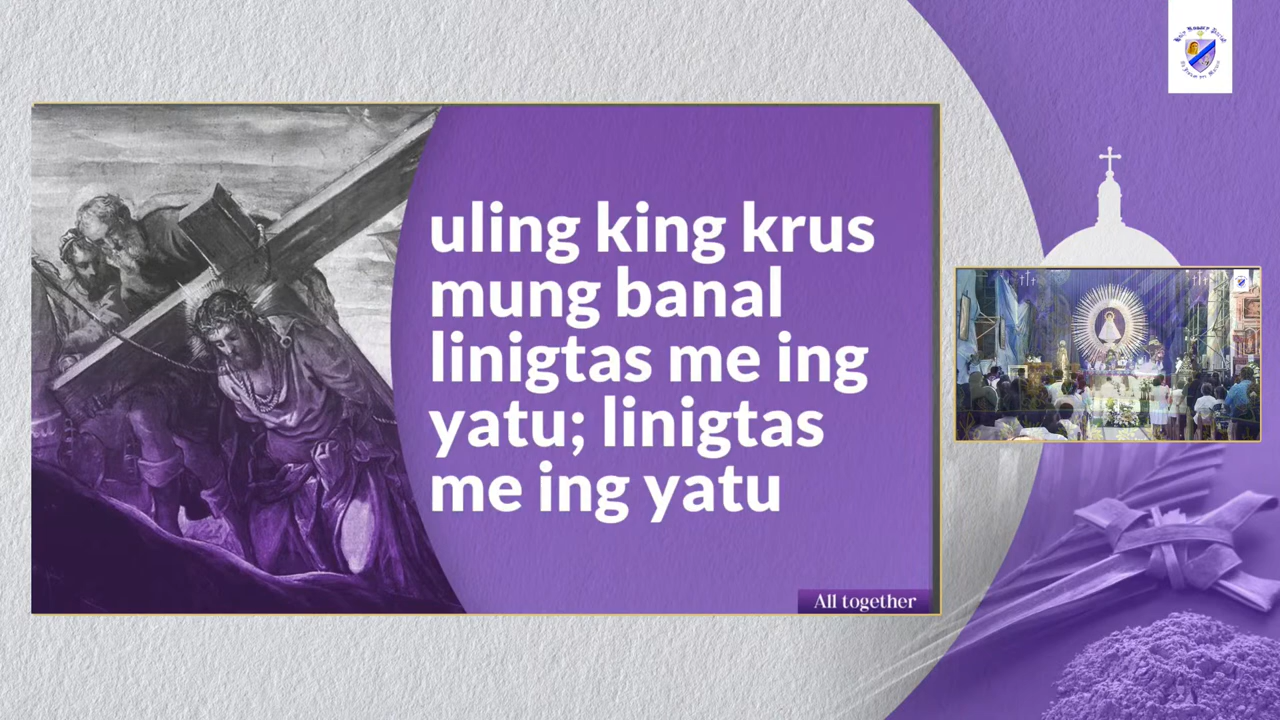 uling king krus
mung banal
linigtas me ing
yatu; linigtas
me ing yatu
All together